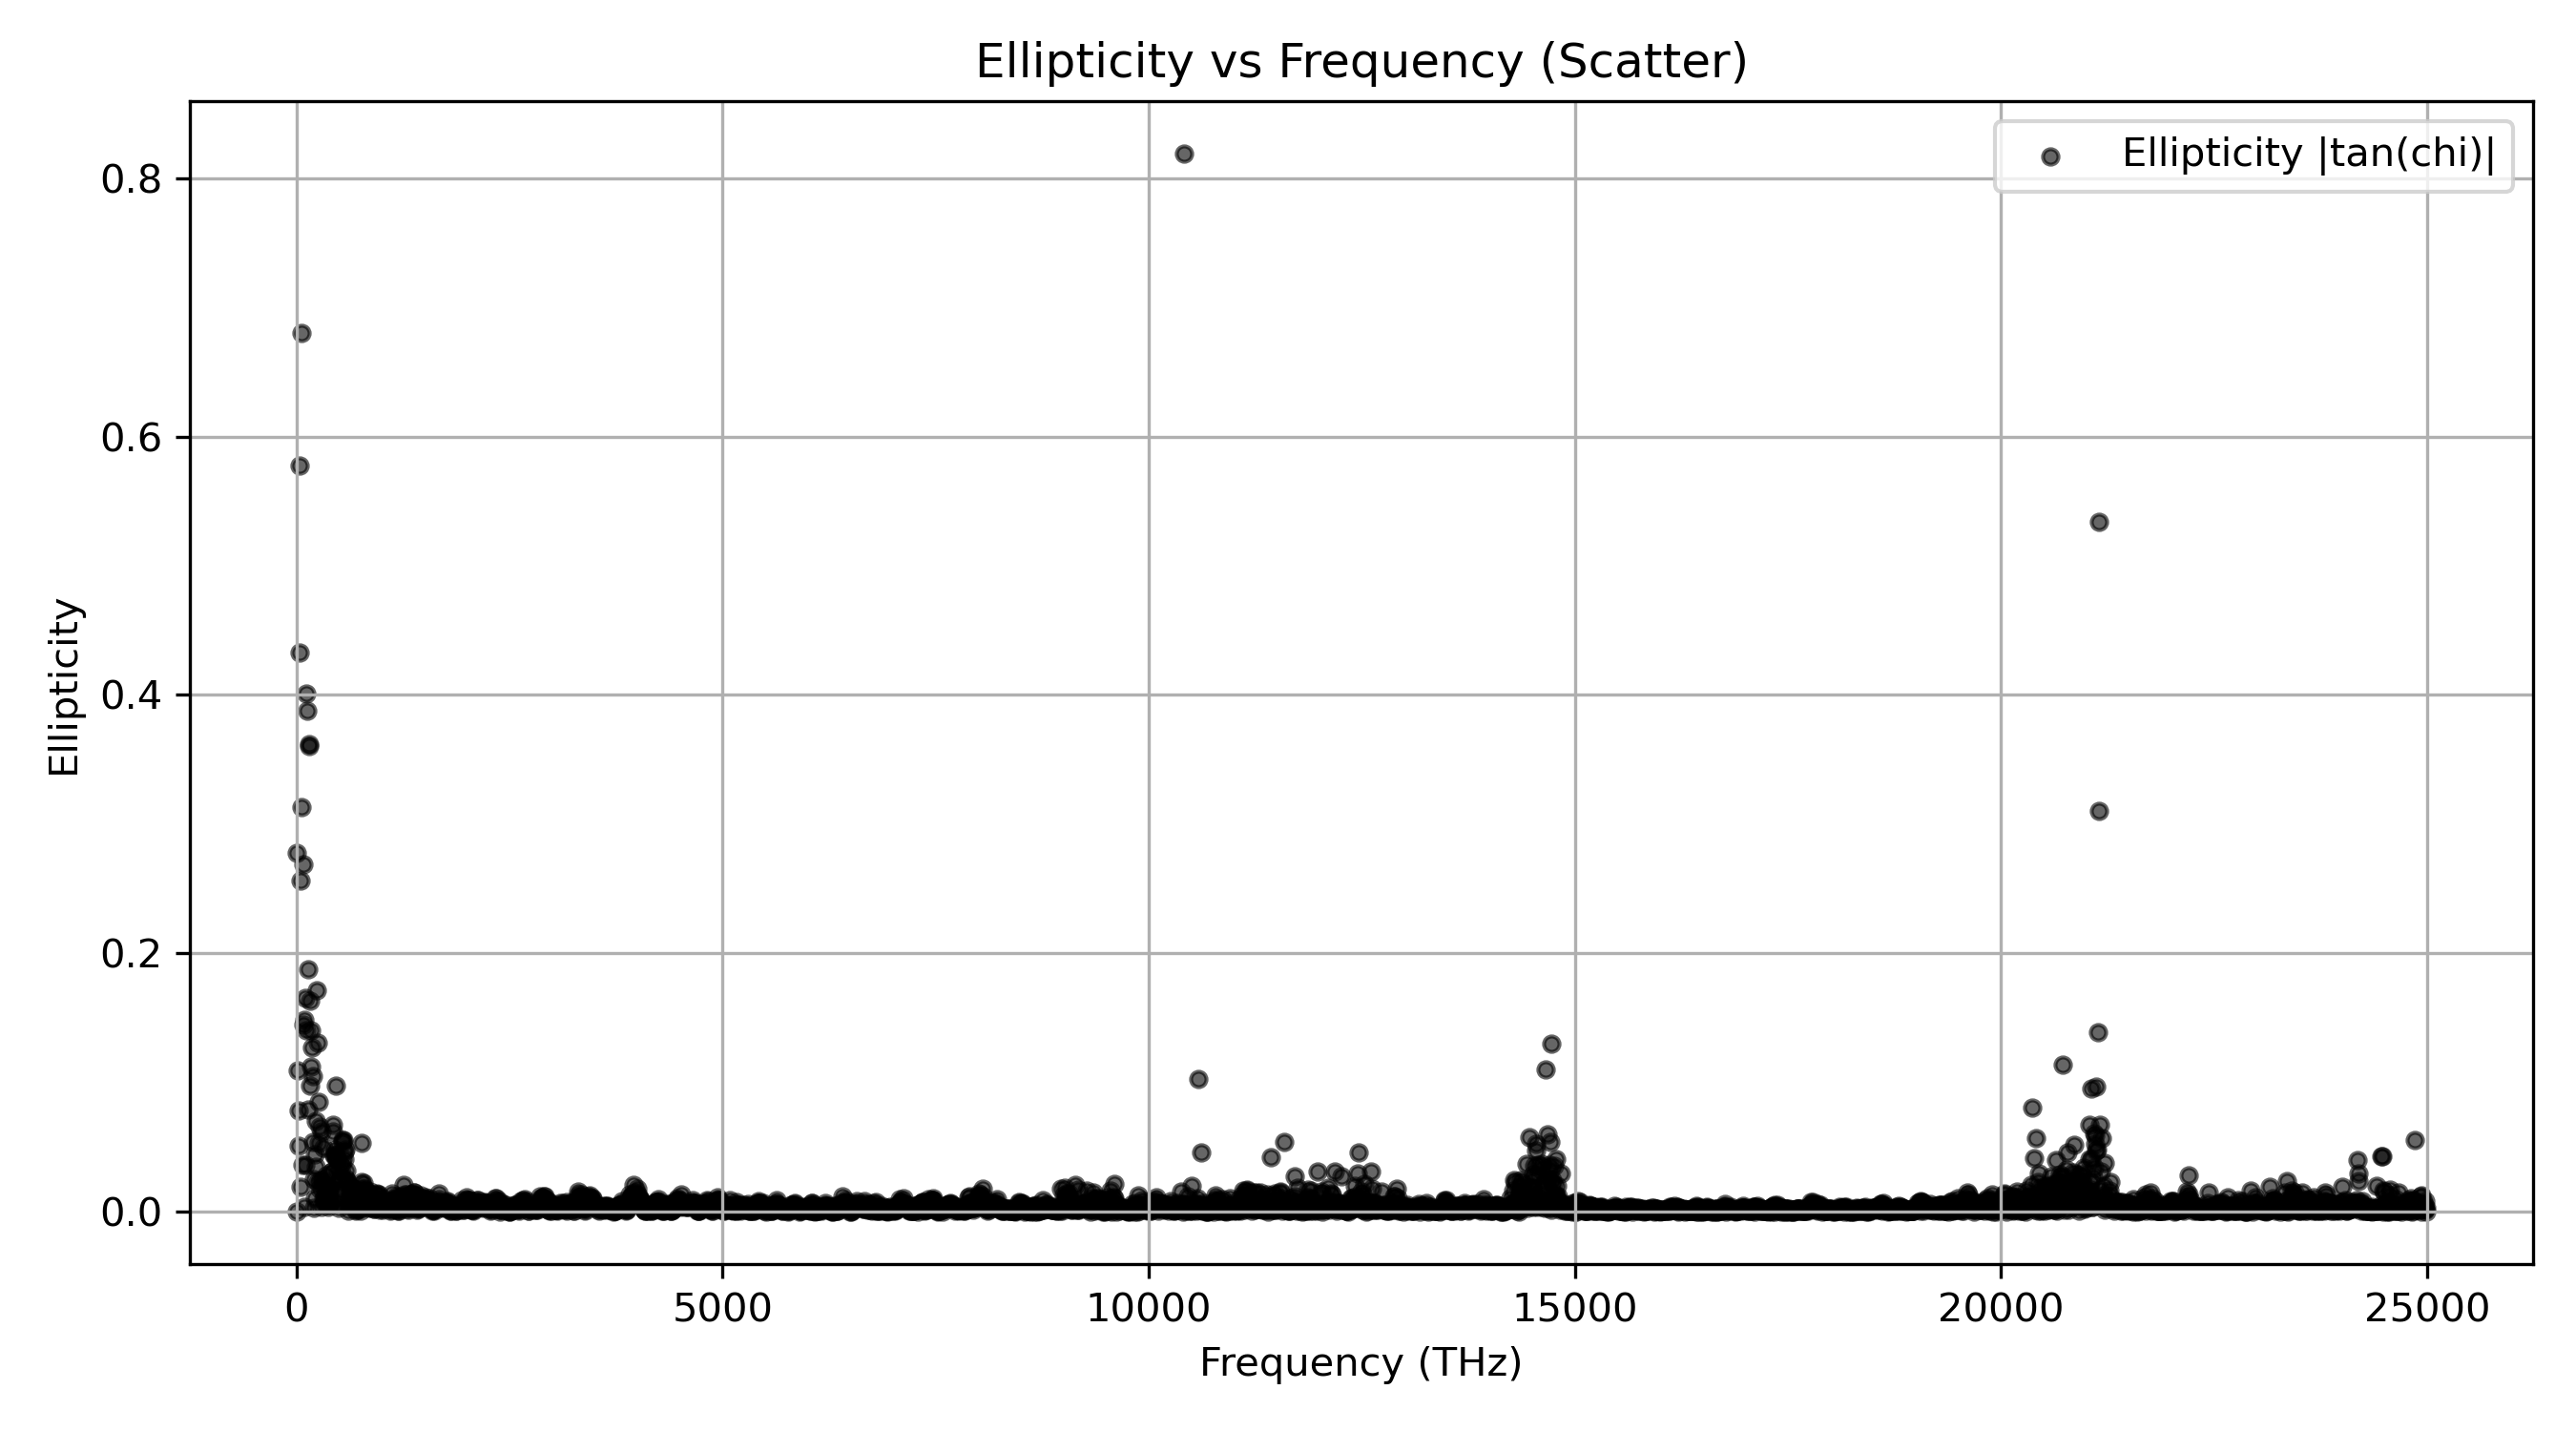 Ellipticity vs Frequency (Scatter)
Ellipticity |tan(chi)|
Ellipticity
0.8
0.6
0.4
0.2
0.0
0 5000 10000 15000 20000 25000
Frequency (THz)